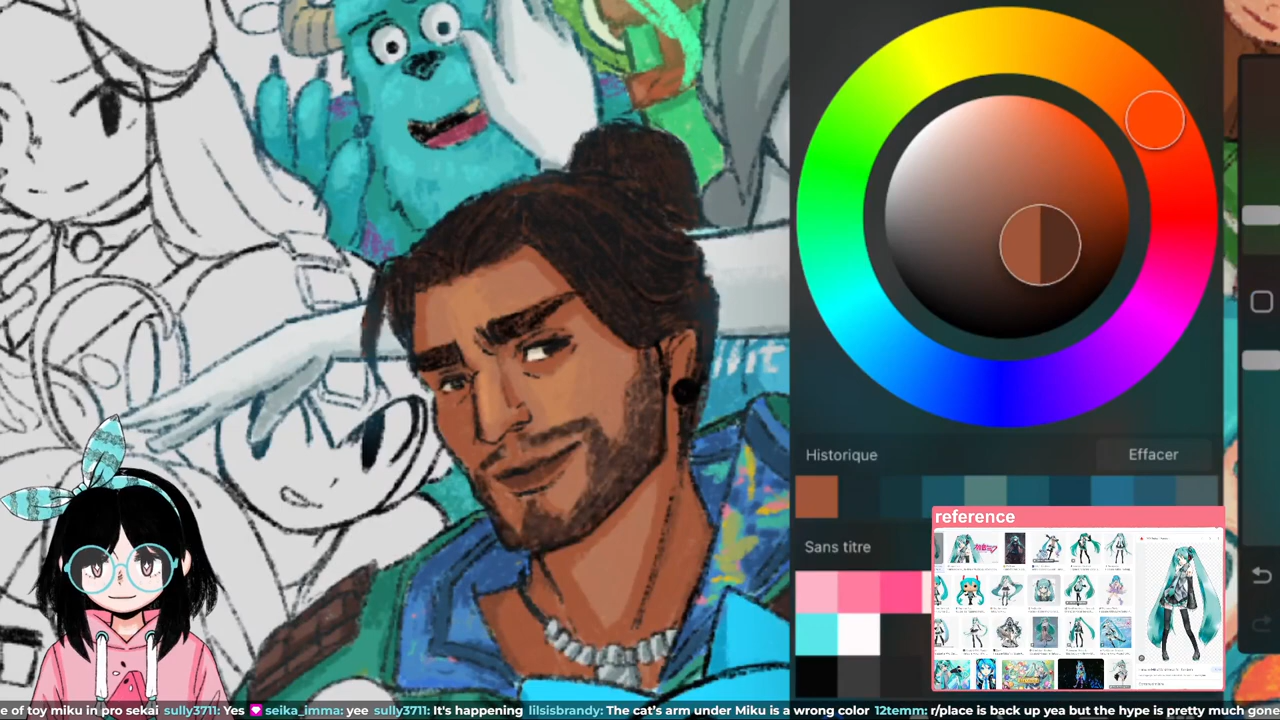 Historique
Effacer
reference
Sans titre
e of toy miku in pro sekai sully3711: Yes seika_imma: yee sully3711: It's happening lilsisbrandy: The cat's arm under Miku is a wrong color 12temm: r/place is back up yea but the hype is pretty much gone